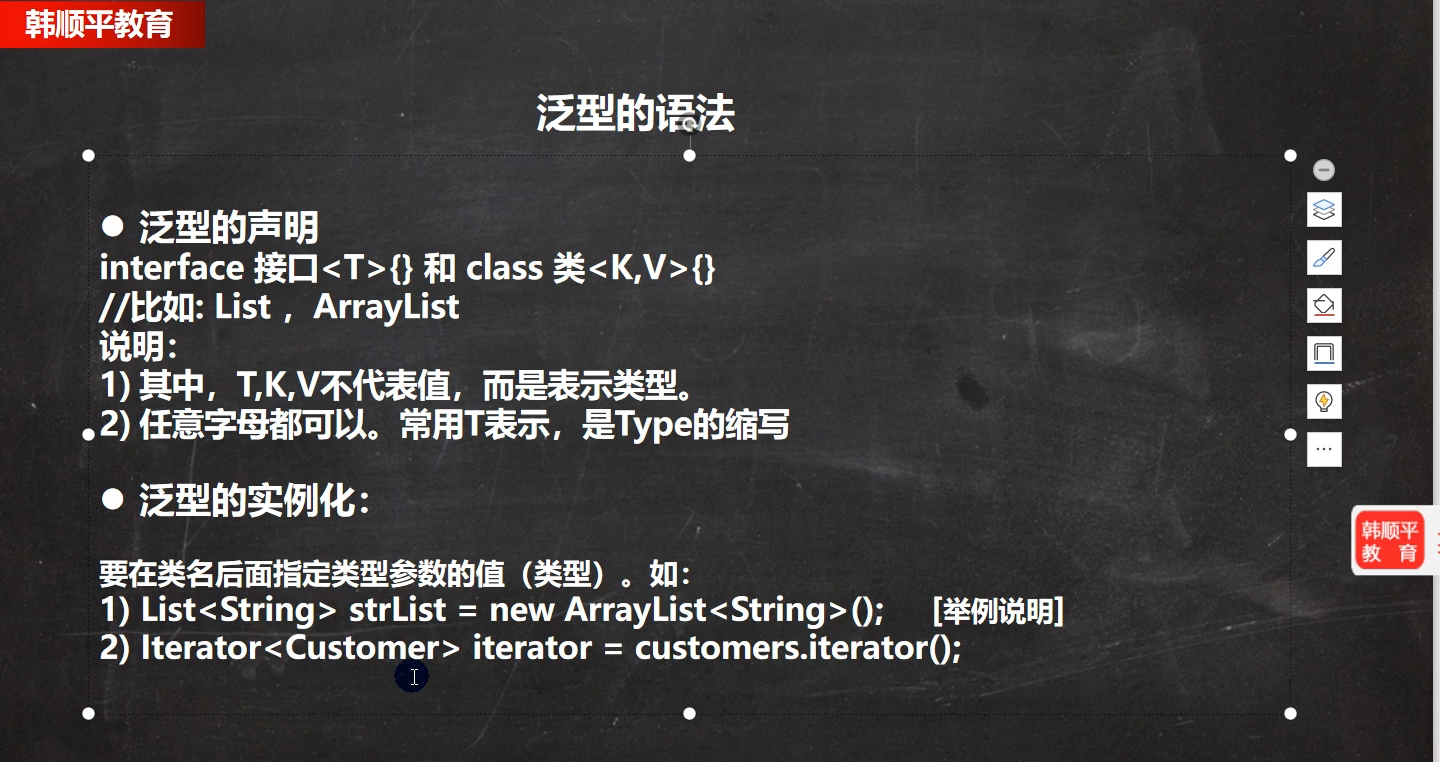 韩顺平教育
泛型的语法
● 泛型的声明
interface 接口<T>{} 和 class 类<K,V>{}
//比如: List ，ArrayList
说明：
1) 其中，T,K,V不代表值，而是表示类型。
2) 任意字母都可以。常用T表示，是Type的缩写
● 泛型的实例化：
要在类名后面指定类型参数的值（类型）。如：
1) List<String> strList = new ArrayList<String>(); [举例说明]
2) Iterator<Customer> iterator = customers.iterator();
韩顺平
教 育